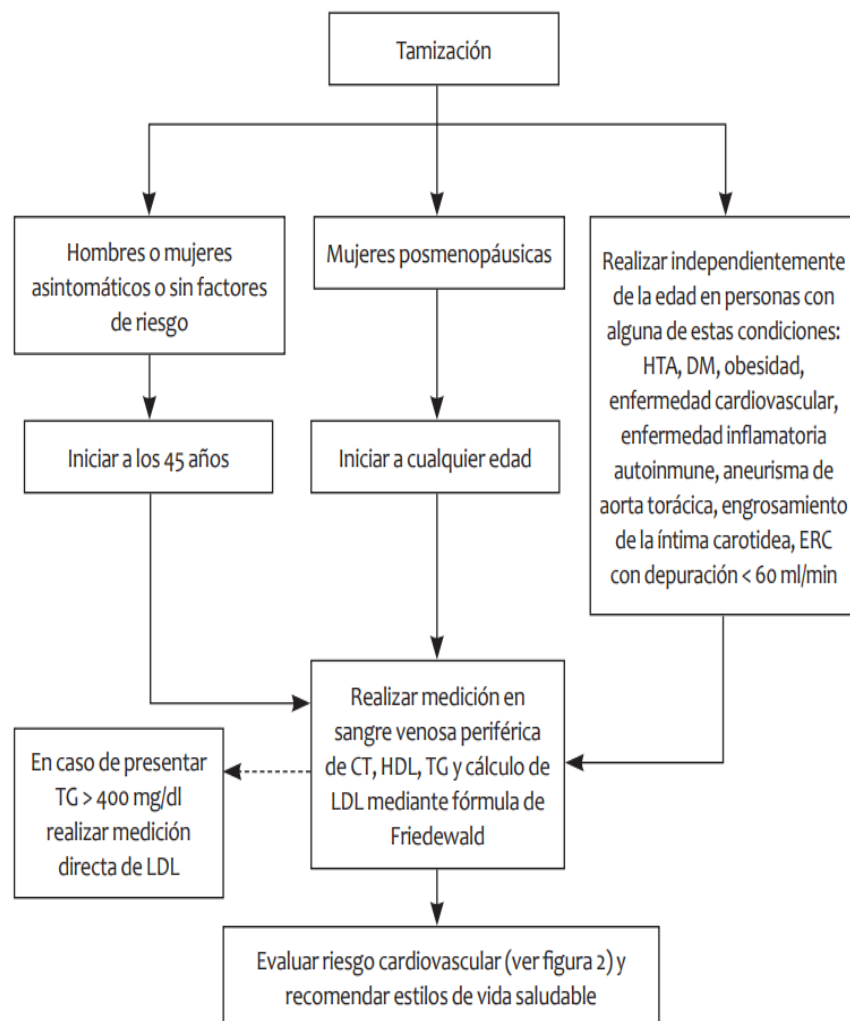 Tamización
Hombres o mujeres
asintomáticos o sin factores
de riesgo
Mujeres posmenopáusicas
Realizar independientemente
de la edad en personas con
alguna de estas condiciones:
HTA, DM, obesidad,
enfermedad cardiovascular,
enfermedad inflamatoria
autoinmune, aneurisma de
aorta torácica, engrosamiento
de la íntima carotidea, ERC
con depuración < 60 ml/min
Iniciar a los 45 años
Iniciar a cualquier edad
Realizar medición en
sangre venosa periférica
de CT, HDL, TG y cálculo de
LDL mediante fórmula de
Friedewald
En caso de presentar
TG > 400 mg/dl
realizar medición
directa de LDL
Evaluar riesgo cardiovascular (ver figura 2) y
recomendar estilos de vida saludable